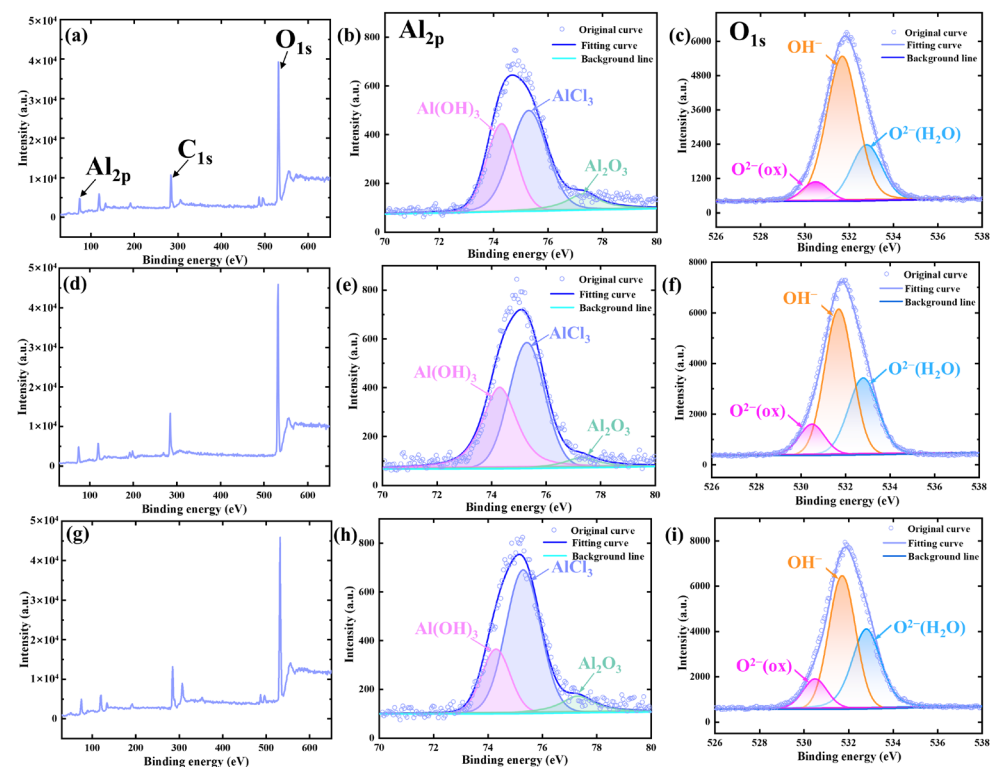 (a)
O₁ₛ
C₁ₛ
Al₂ₚ
5×10⁴
4×10⁴
3×10⁴
2×10⁴
1×10⁴
0
100 200 300 400 500 600
Binding energy (eV)
Intensity (a.u.)
(b)
Al₂ₚ
Original curve
Fitting curve
Background line
Al(OH)₃
AlCl₃
Al₂O₃
800
600
400
200
0
70 72 74 76 78 80
Binding energy (eV)
Intensity (a.u.)
(c)
O₁ₛ
Original curve
Fitting curve
Background line
OH⁻
O²⁻(H₂O)
O²⁻(ox)
6000
4800
3600
2400
1200
0
526 528 530 532 534 536 538
Binding energy (eV)
Intensity (a.u.)
(d)
5×10⁴
4×10⁴
3×10⁴
2×10⁴
1×10⁴
0
100 200 300 400 500 600
Binding energy (eV)
Intensity (a.u.)
(e)
Original curve
Fitting curve
Background line
AlCl₃
Al(OH)₃
Al₂O₃
800
600
400
200
0
70 72 74 76 78 80
Binding energy (eV)
Intensity (a.u.)
(f)
Original curve
Fitting curve
Background line
OH⁻
O²⁻(H₂O)
O²⁻(ox)
8000
6000
4000
2000
0
526 528 530 532 534 536 538
Binding energy (eV)
Intensity (a.u.)
(g)
5×10⁴
4×10⁴
3×10⁴
2×10⁴
1×10⁴
0
100 200 300 400 500 600
Binding energy (eV)
Intensity (a.u.)
(h)
Original curve
Fitting curve
Background line
AlCl₃
Al(OH)₃
Al₂O₃
800
600
400
200
0
70 72 74 76 78 80
Binding energy (eV)
Intensity (a.u.)
(i)
Original curve
Fitting curve
Background line
OH⁻
O²⁻(H₂O)
O²⁻(ox)
8000
6000
4000
2000
0
526 528 530 532 534 536 538
Binding energy (eV)
Intensity (a.u.)